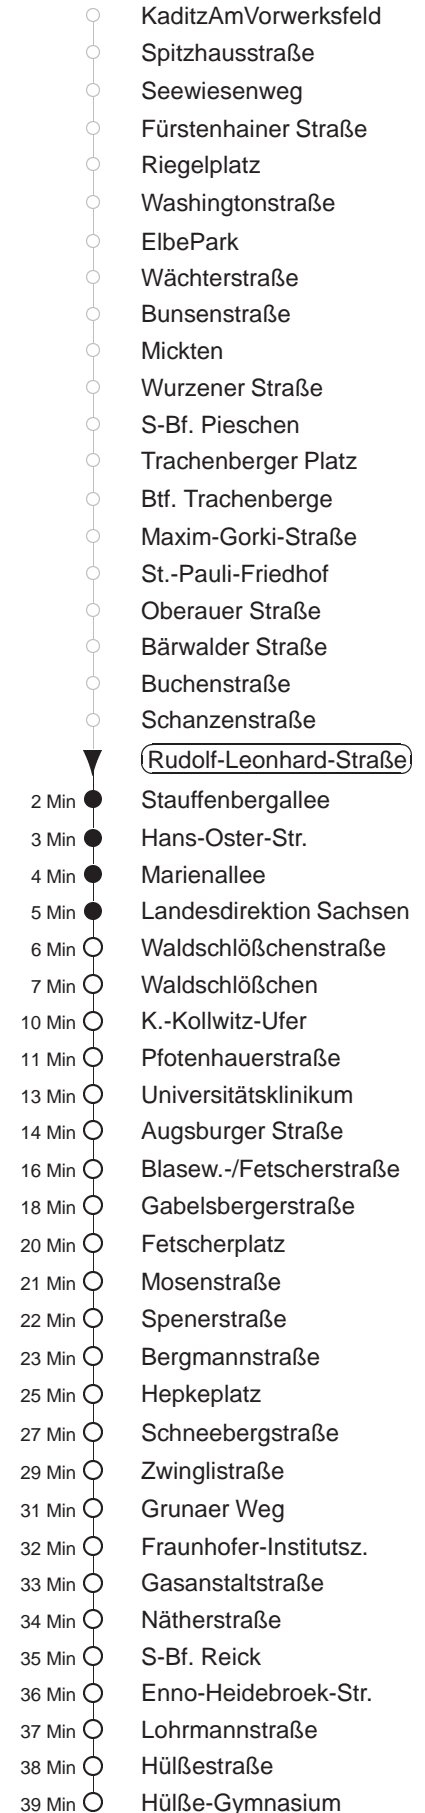 KaditzAmVorwerksfeld
Spitzhausstraße
Seewiesenweg
Fürstenhainer Straße
Riegelplatz
Washingtonstraße
ElbePark
Wächterstraße
Bunsenstraße
Mickten
Wurzener Straße
S-Bf. Pieschen
Trachenberger Platz
Btf. Trachenberge
Maxim-Gorki-Straße
St.-Pauli-Friedhof
Oberauer Straße
Bärwalder Straße
Buchenstraße
Schanzenstraße
Rudolf-Leonhard-Straße
2 Min Stauffenbergallee
3 Min Hans-Oster-Str.
4 Min Marienallee
5 Min Landesdirektion Sachsen
6 Min Waldschlößchenstraße
7 Min Waldschlößchen
10 Min K.-Kollwitz-Ufer
11 Min Pfotenhauerstraße
13 Min Universitätsklinikum
14 Min Augsburger Straße
16 Min Blasew.-/Fetscherstraße
18 Min Gabelsbergerstraße
20 Min Fetscherplatz
21 Min Mosenstraße
22 Min Spenerstraße
23 Min Bergmannstraße
25 Min Hepkeplatz
27 Min Schneebergstraße
29 Min Zwinglistraße
31 Min Grunaer Weg
32 Min Fraunhofer-Institutsz.
33 Min Gasanstaltstraße
34 Min Nätherstraße
35 Min S-Bf. Reick
36 Min Enno-Heidebroek-Str.
37 Min Lohrmannstraße
38 Min Hülßestraße
39 Min Hülße-Gymnasium